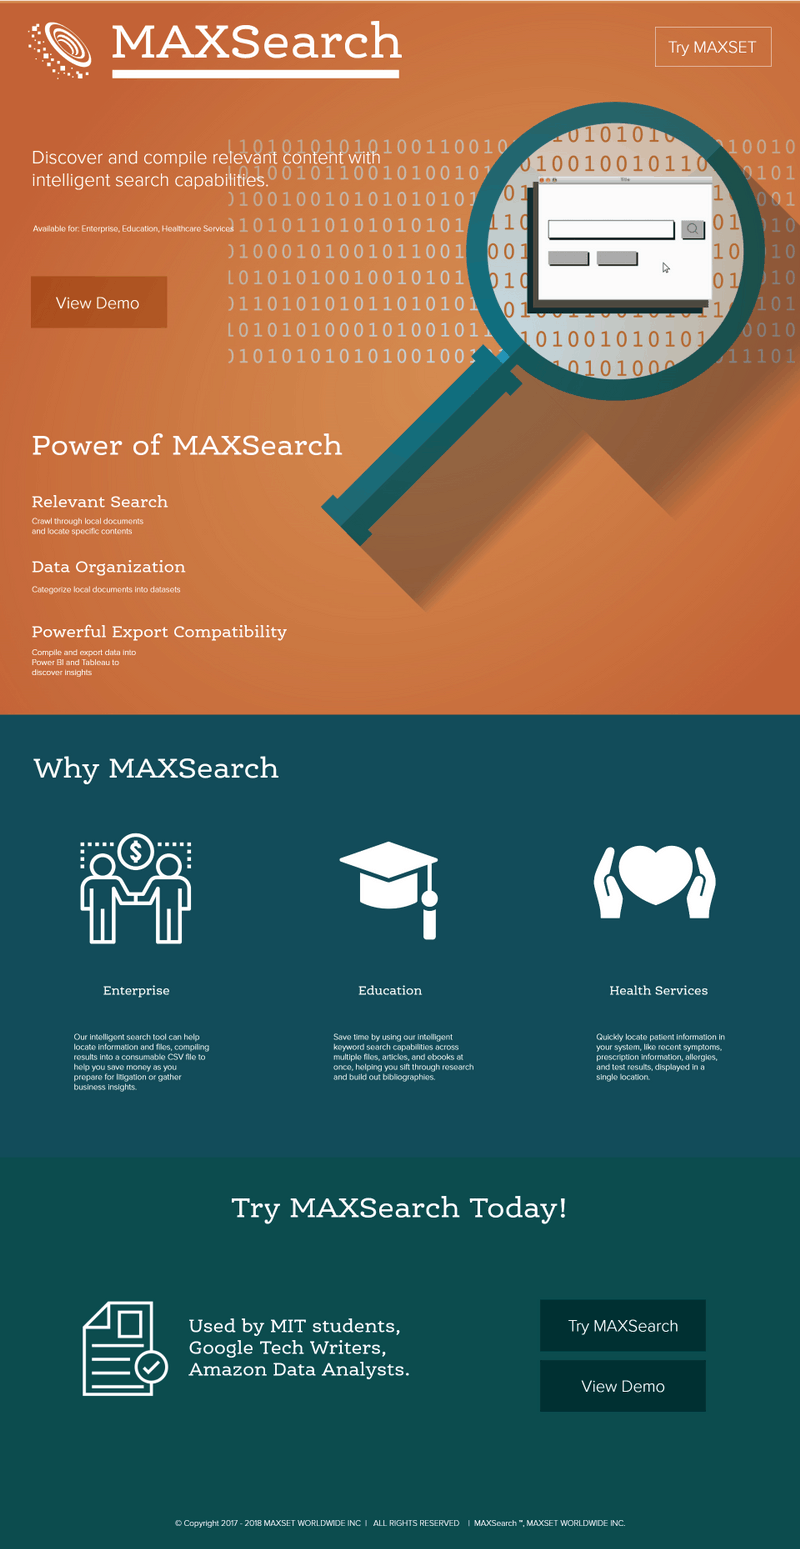 MAXSearch
Try MAXSET
Discover and compile relevant content with
intelligent search capabilities.
Available for: Enterprise, Education, Healthcare Services
View Demo
Power of MAXSearch
Relevant Search
Crawl through local documents
and locate specific contents
Data Organization
Categorize local documents into datasets
Powerful Export Compatibility
Compile and export data into
Power BI and Tableau to
discover insights
Why MAXSearch
Enterprise
Our intelligent search tool can help
locate information and files, compiling
results into a consumable CSV file to
help you save money as you
prepare for litigation or gather
business insights.
Education
Save time by using our intelligent
keyword search capabilities across
multiple files, articles, and ebooks at
once, helping you sift through research
and build out bibliographies.
Health Services
Quickly locate patient information in
your system, like recent symptoms,
prescription information, allergies,
and test results, displayed in a
single location.
Try MAXSearch Today!
Used by MIT students,
Google Tech Writers,
Amazon Data Analysts.
Try MAXSearch
View Demo
© Copyright 2017 - 2018 MAXSET WORLDWIDE INC | ALL RIGHTS RESERVED | MAXSearch ™, MAXSET WORLDWIDE INC.